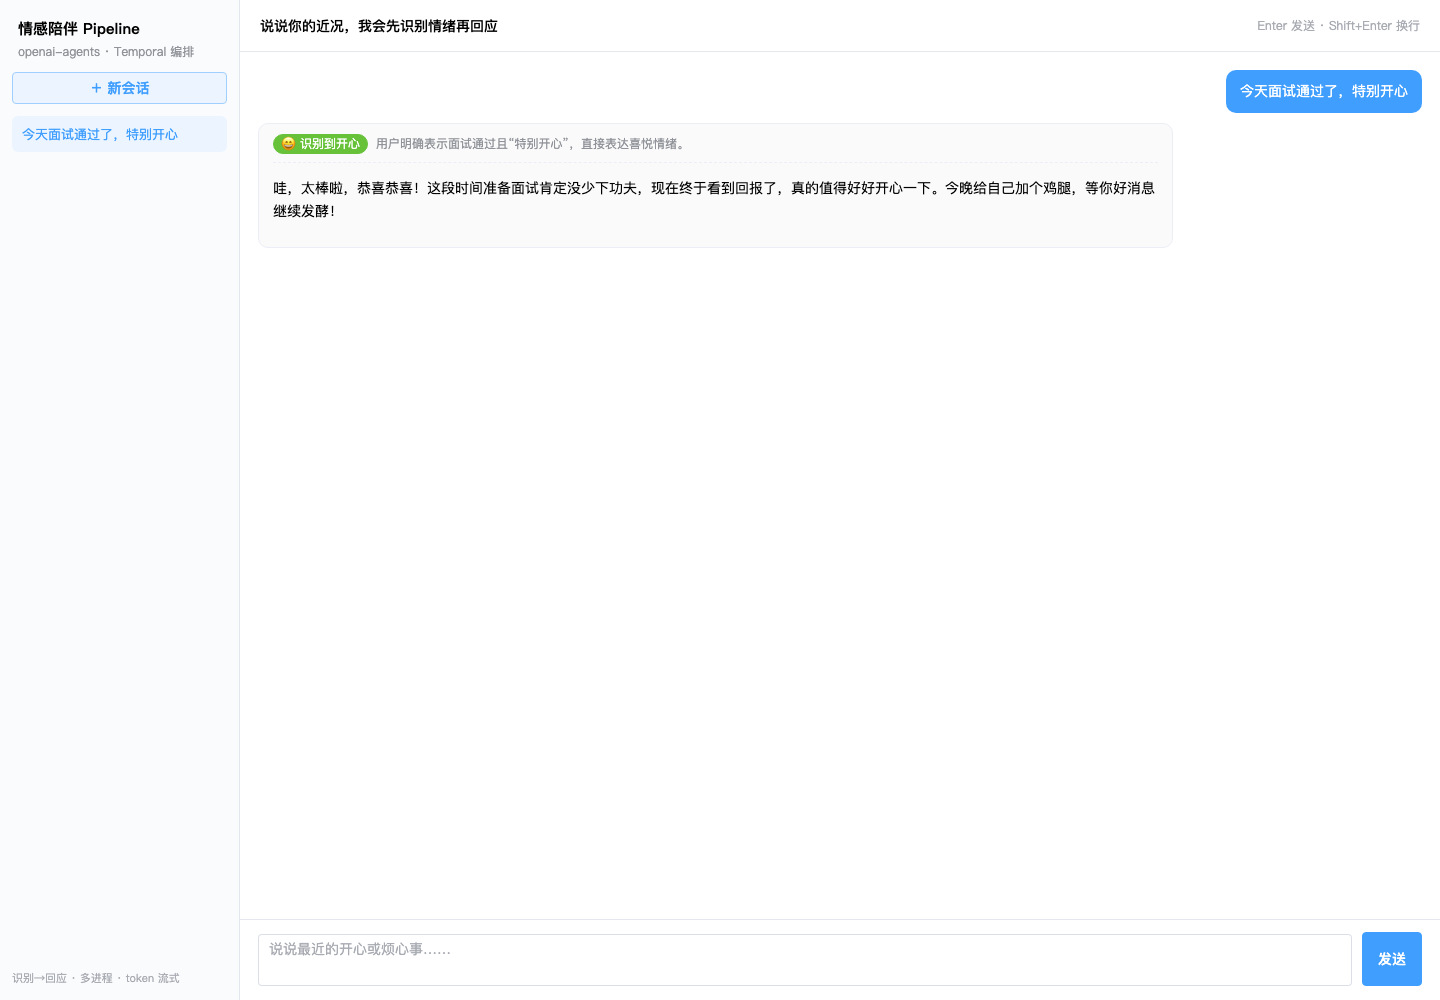 情感陪伴 Pipeline
openai-agents · Temporal 编排
+ 新会话
今天面试通过了，特别开心
识别→回应 · 多进程 · token 流式
说说你的近况，我会先识别情绪再回应
Enter 发送 · Shift+Enter 换行
今天面试通过了，特别开心
😄 识别到开心 用户明确表示面试通过且“特别开心”，直接表达喜悦情绪。
哇，太棒啦，恭喜恭喜！这段时间准备面试肯定没少下功夫，现在终于看到回报了，真的值得好好开心一下。今晚给自己加个鸡腿，等你好消息
继续发酵！
说说最近的开心或烦心事……
发送